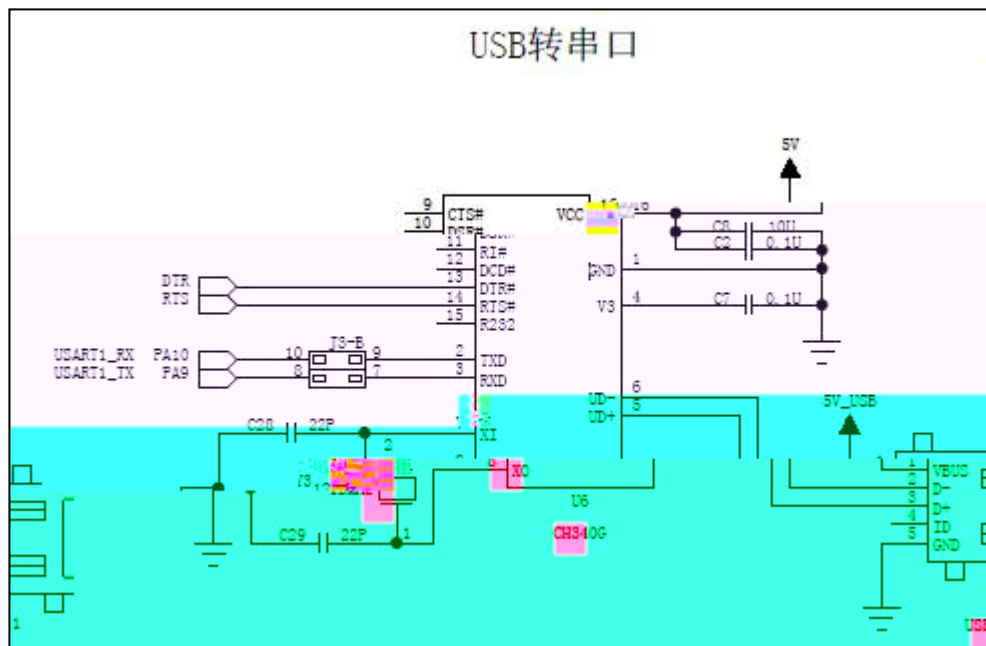 USB转串口
5V
9 CTS# VCC
10
C8 10U
C2 0.1U
11 RI#
12 DCD# GND 1
DTR 13 DTR#
RTS 14 RTS# V3 4 C7 0.1U
15 R232
J3-B
USART1_RX PA10 10 9 2 TXD
USART1_TX PA9 8 7 3 RXD
UD- 6
UD+ 5
5V_USB
C28 22P XI
2
XO
1 VBUS
2 D-
3 D+
4 ID
5 GND
U6
C29 22P 1
CH340G
1